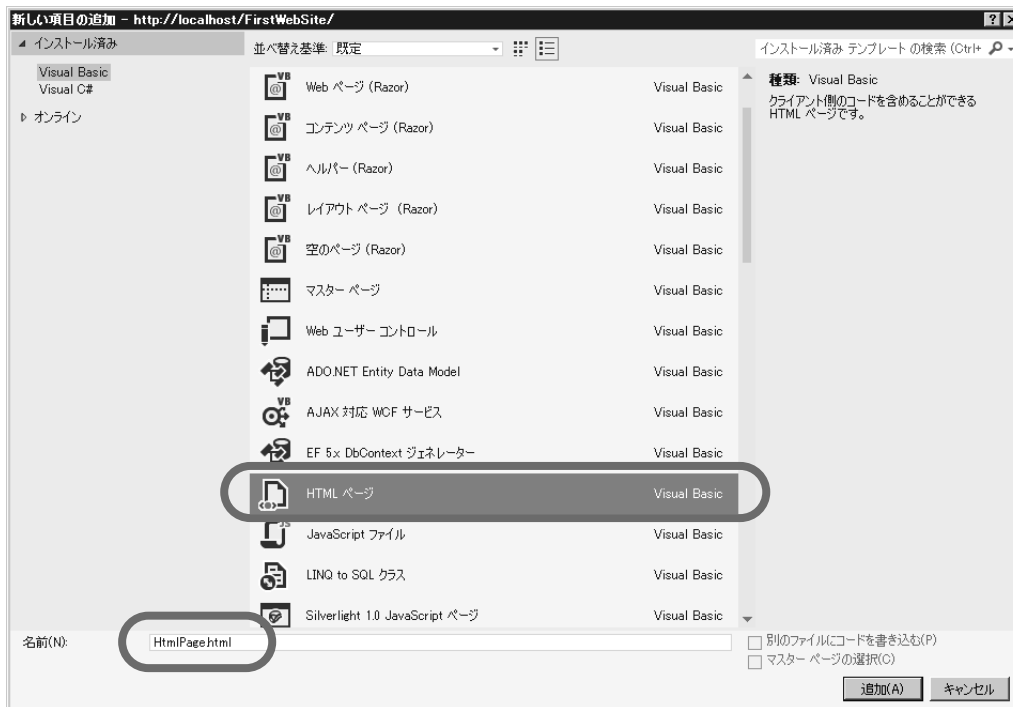 新しい項目の追加 - http://localhost/FirstWebSite/
インストール済み
並べ替え基準: 既定
インストール済み テンプレート の検索 (Ctrl+
Visual Basic
Visual C#
オンライン
Web ページ (Razor) Visual Basic
コンテンツ ページ (Razor) Visual Basic
ヘルパー (Razor) Visual Basic
レイアウト ページ (Razor) Visual Basic
空のページ (Razor) Visual Basic
マスター ページ Visual Basic
Web ユーザー コントロール Visual Basic
ADO.NET Entity Data Model Visual Basic
AJAX 対応 WCF サービス Visual Basic
EF 5.x DbContext ジェネレーター Visual Basic
HTML ページ Visual Basic
JavaScript ファイル Visual Basic
LINQ to SQL クラス Visual Basic
Silverlight 1.0 JavaScript ページ Visual Basic
種類: Visual Basic
クライアント側のコードを含めることができる
HTML ページです。
名前(N): HtmlPage.html
別のファイルにコードを書き込む(P)
マスター ページの選択(C)
追加(A) キャンセル